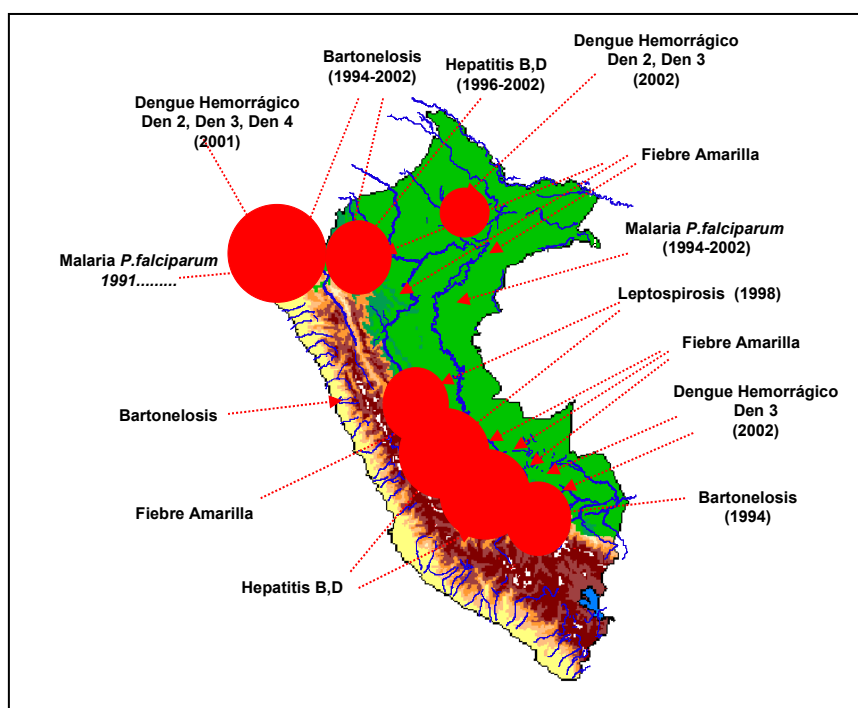 Dengue Hemorrágico
Den 2, Den 3
(2002)
Bartonelosis
(1994-2002)
Hepatitis B,D
(1996-2002)
Dengue Hemorrágico
Den 2, Den 3, Den 4
(2001)
Fiebre Amarilla
Malaria P.falciparum
(1994-2002)
Malaria P.falciparum
1991.........
Leptospirosis (1998)
Fiebre Amarilla
Dengue Hemorrágico
Den 3
(2002)
Bartonelosis
Bartonelosis
(1994)
Fiebre Amarilla
Hepatitis B,D